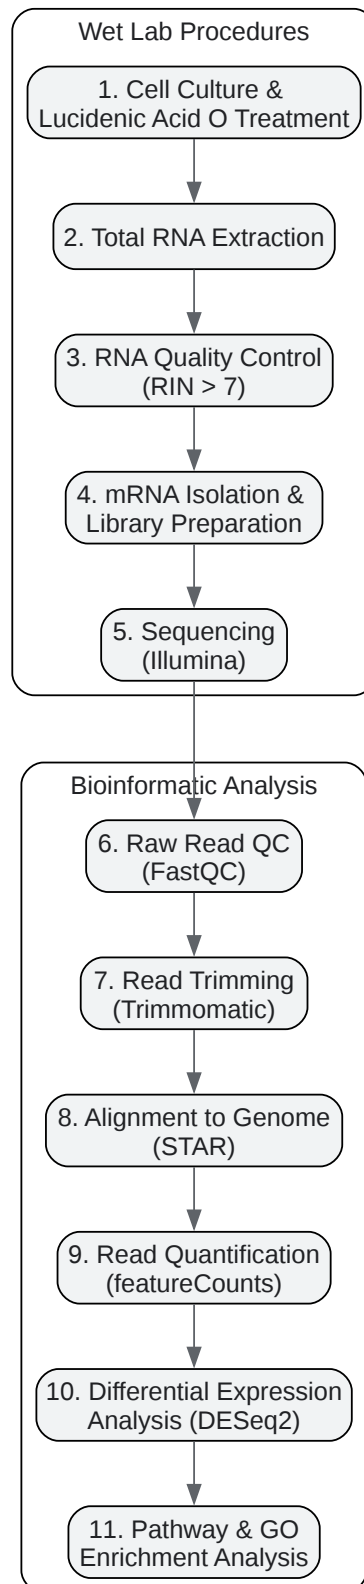 Wet Lab Procedures
1. Cell Culture &
Lucidenic Acid O Treatment
2. Total RNA Extraction
3. RNA Quality Control
(RIN > 7)
4. mRNA Isolation &
Library Preparation
5. Sequencing
(Illumina)
Bioinformatic Analysis
6. Raw Read QC
(FastQC)
7. Read Trimming
(Trimmomatic)
8. Alignment to Genome
(STAR)
9. Read Quantification
(featureCounts)
10. Differential Expression
Analysis (DESeq2)
11. Pathway & GO
Enrichment Analysis